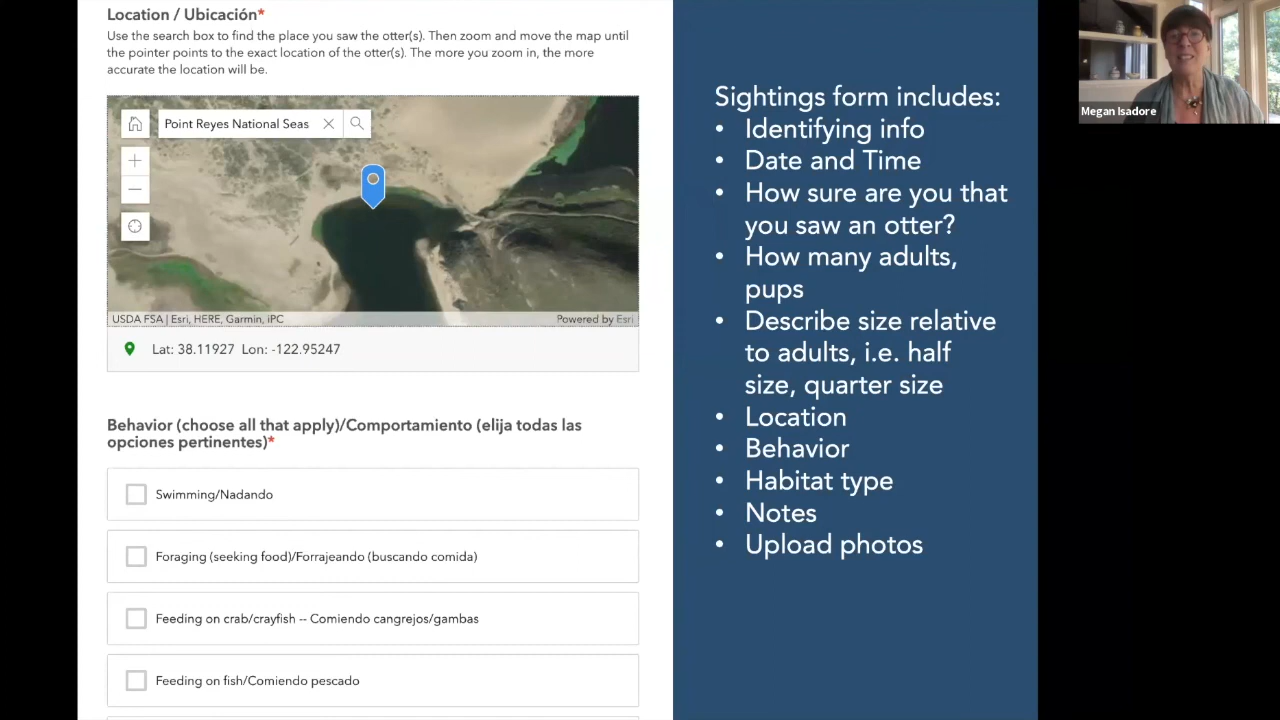 Location / Ubicación*
Use the search box to find the place you saw the otter(s). Then zoom and move the map until
the pointer points to the exact location of the otter(s). The more you zoom in, the more
accurate the location will be.
Point Reyes National Seas
USDA FSA | Esri, HERE, Garmin, iPC
Powered by Esri
Lat: 38.11927 Lon: -122.95247
Behavior (choose all that apply)/Comportamiento (elija todas las
opciones pertinentes)*
Swimming/Nadando
Foraging (seeking food)/Forrajeando (buscando comida)
Feeding on crab/crayfish -- Comiendo cangrejos/gambas
Feeding on fish/Comiendo pescado
Sightings form includes:
• Identifying info
• Date and Time
• How sure are you that
you saw an otter?
• How many adults,
pups
• Describe size relative
to adults, i.e. half
size, quarter size
• Location
• Behavior
• Habitat type
• Notes
• Upload photos
Megan Isadore